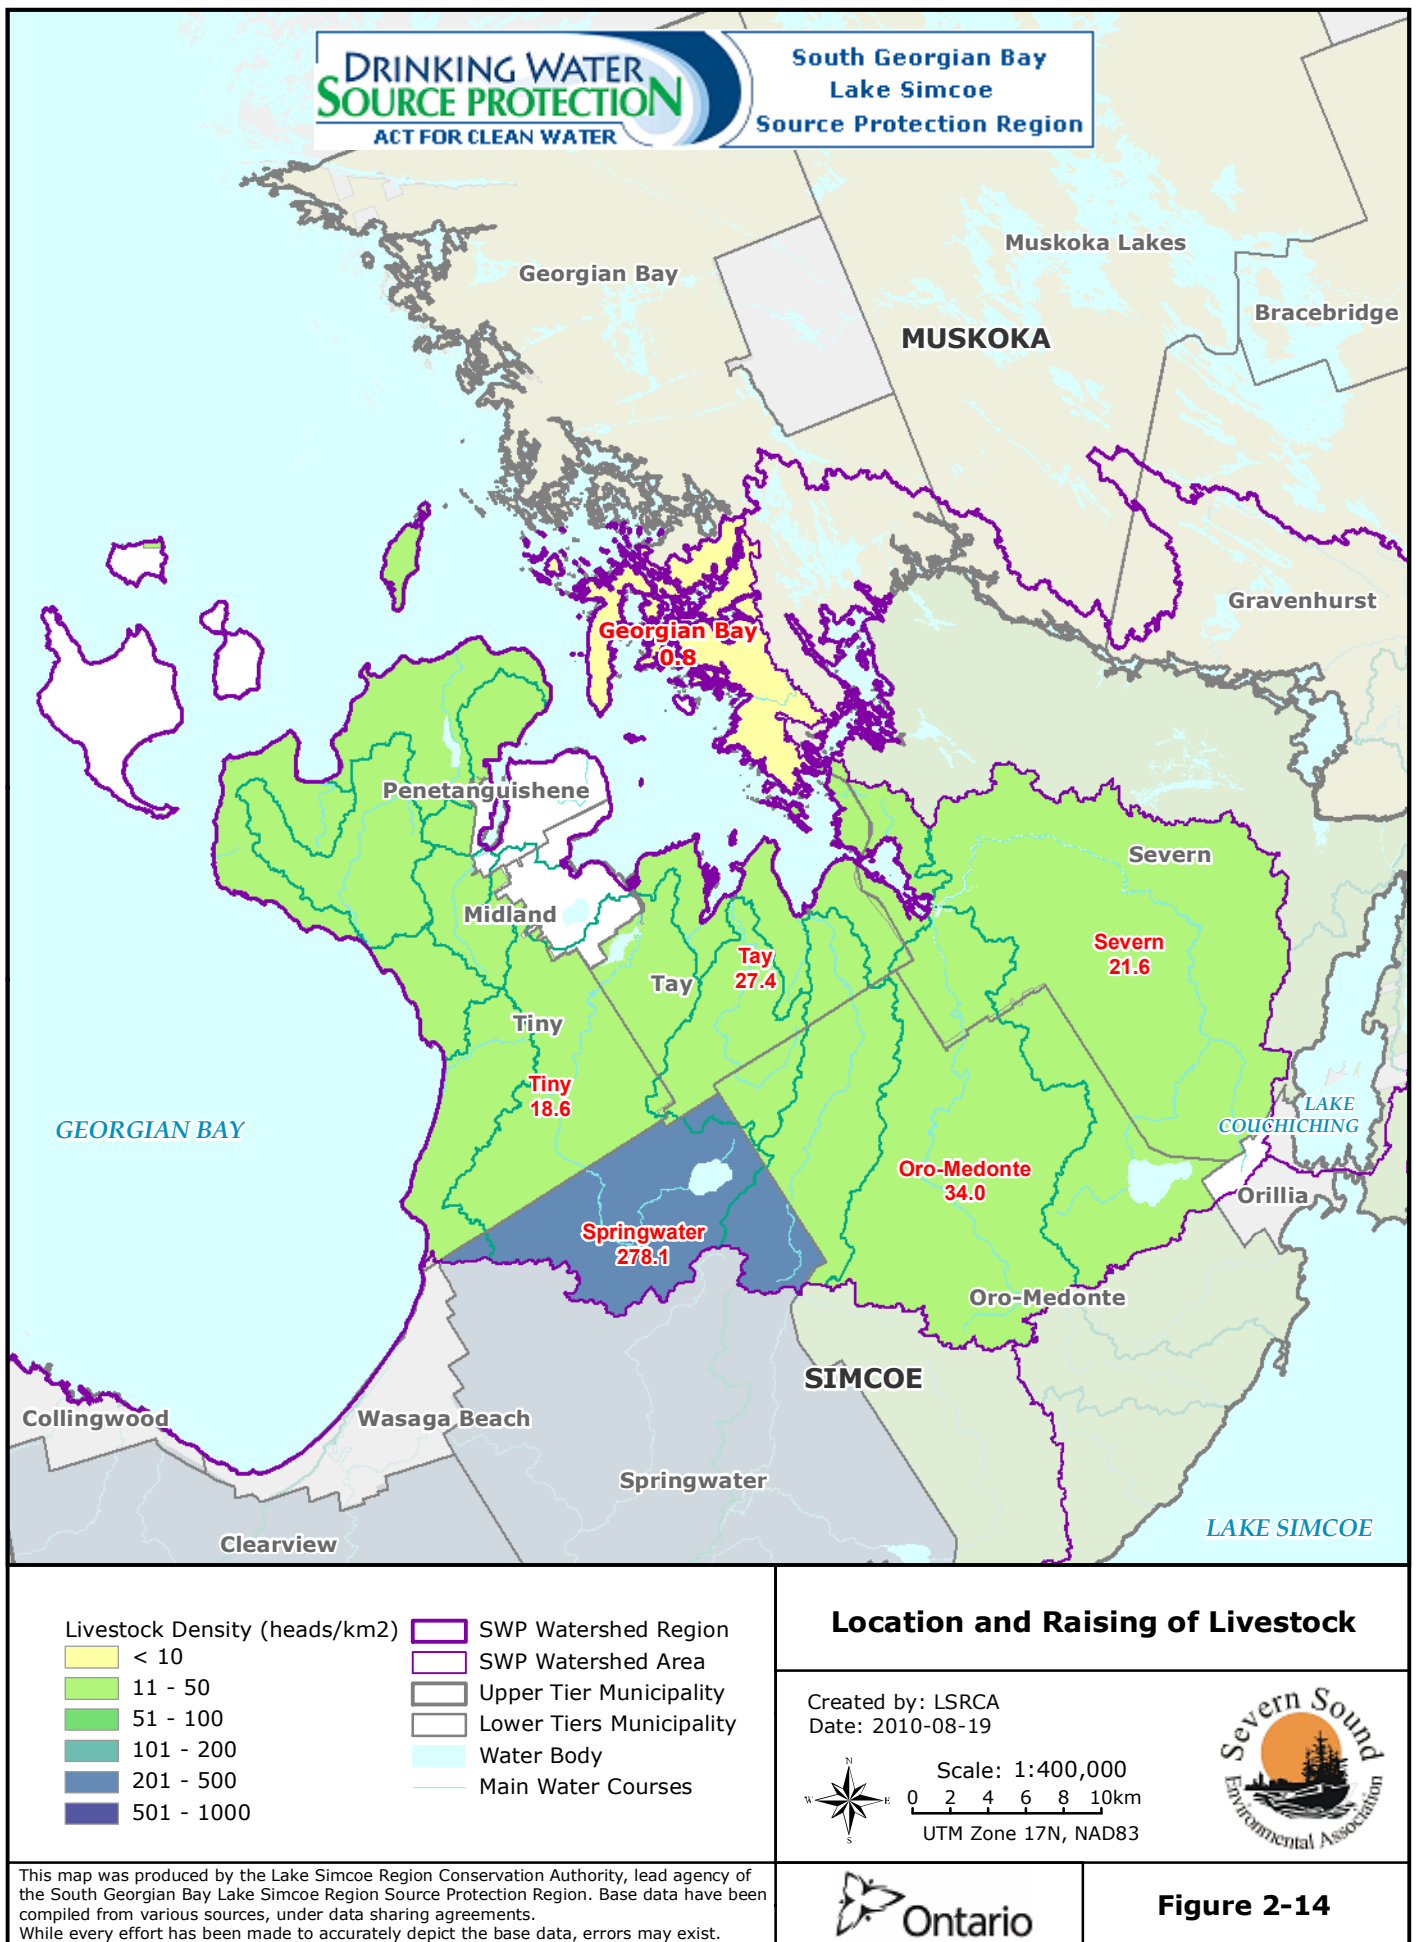 DRINKING WATER
SOURCE PROTECTION
ACT FOR CLEAN WATER
South Georgian Bay
Lake Simcoe
Source Protection Region
Muskoka Lakes
Georgian Bay
Bracebridge
MUSKOKA
Gravenhurst
Georgian Bay
0.8
Penetanguishene
Severn
Midland
Severn
21.6
Tay
27.4
Tay
Tiny
Tiny
18.6
LAKE
COUCHICHING
GEORGIAN BAY
Oro-Medonte
34.0
Orillia
Springwater
278.1
Oro-Medonte
SIMCOE
Collingwood
Wasaga Beach
Springwater
LAKE SIMCOE
Clearview
Livestock Density (heads/km2)
< 10
11 - 50
51 - 100
101 - 200
201 - 500
501 - 1000
SWP Watershed Region
SWP Watershed Area
Upper Tier Municipality
Lower Tiers Municipality
Water Body
Main Water Courses
Location and Raising of Livestock
Created by: LSRCA
Date: 2010-08-19
N
W E
S
Scale: 1:400,000
0 2 4 6 8 10km
UTM Zone 17N, NAD83
Severn Sound
Environmental Association
This map was produced by the Lake Simcoe Region Conservation Authority, lead agency of
the South Georgian Bay Lake Simcoe Region Source Protection Region. Base data have been
compiled from various sources, under data sharing agreements.
While every effort has been made to accurately depict the base data, errors may exist.
Ontario
Figure 2-14